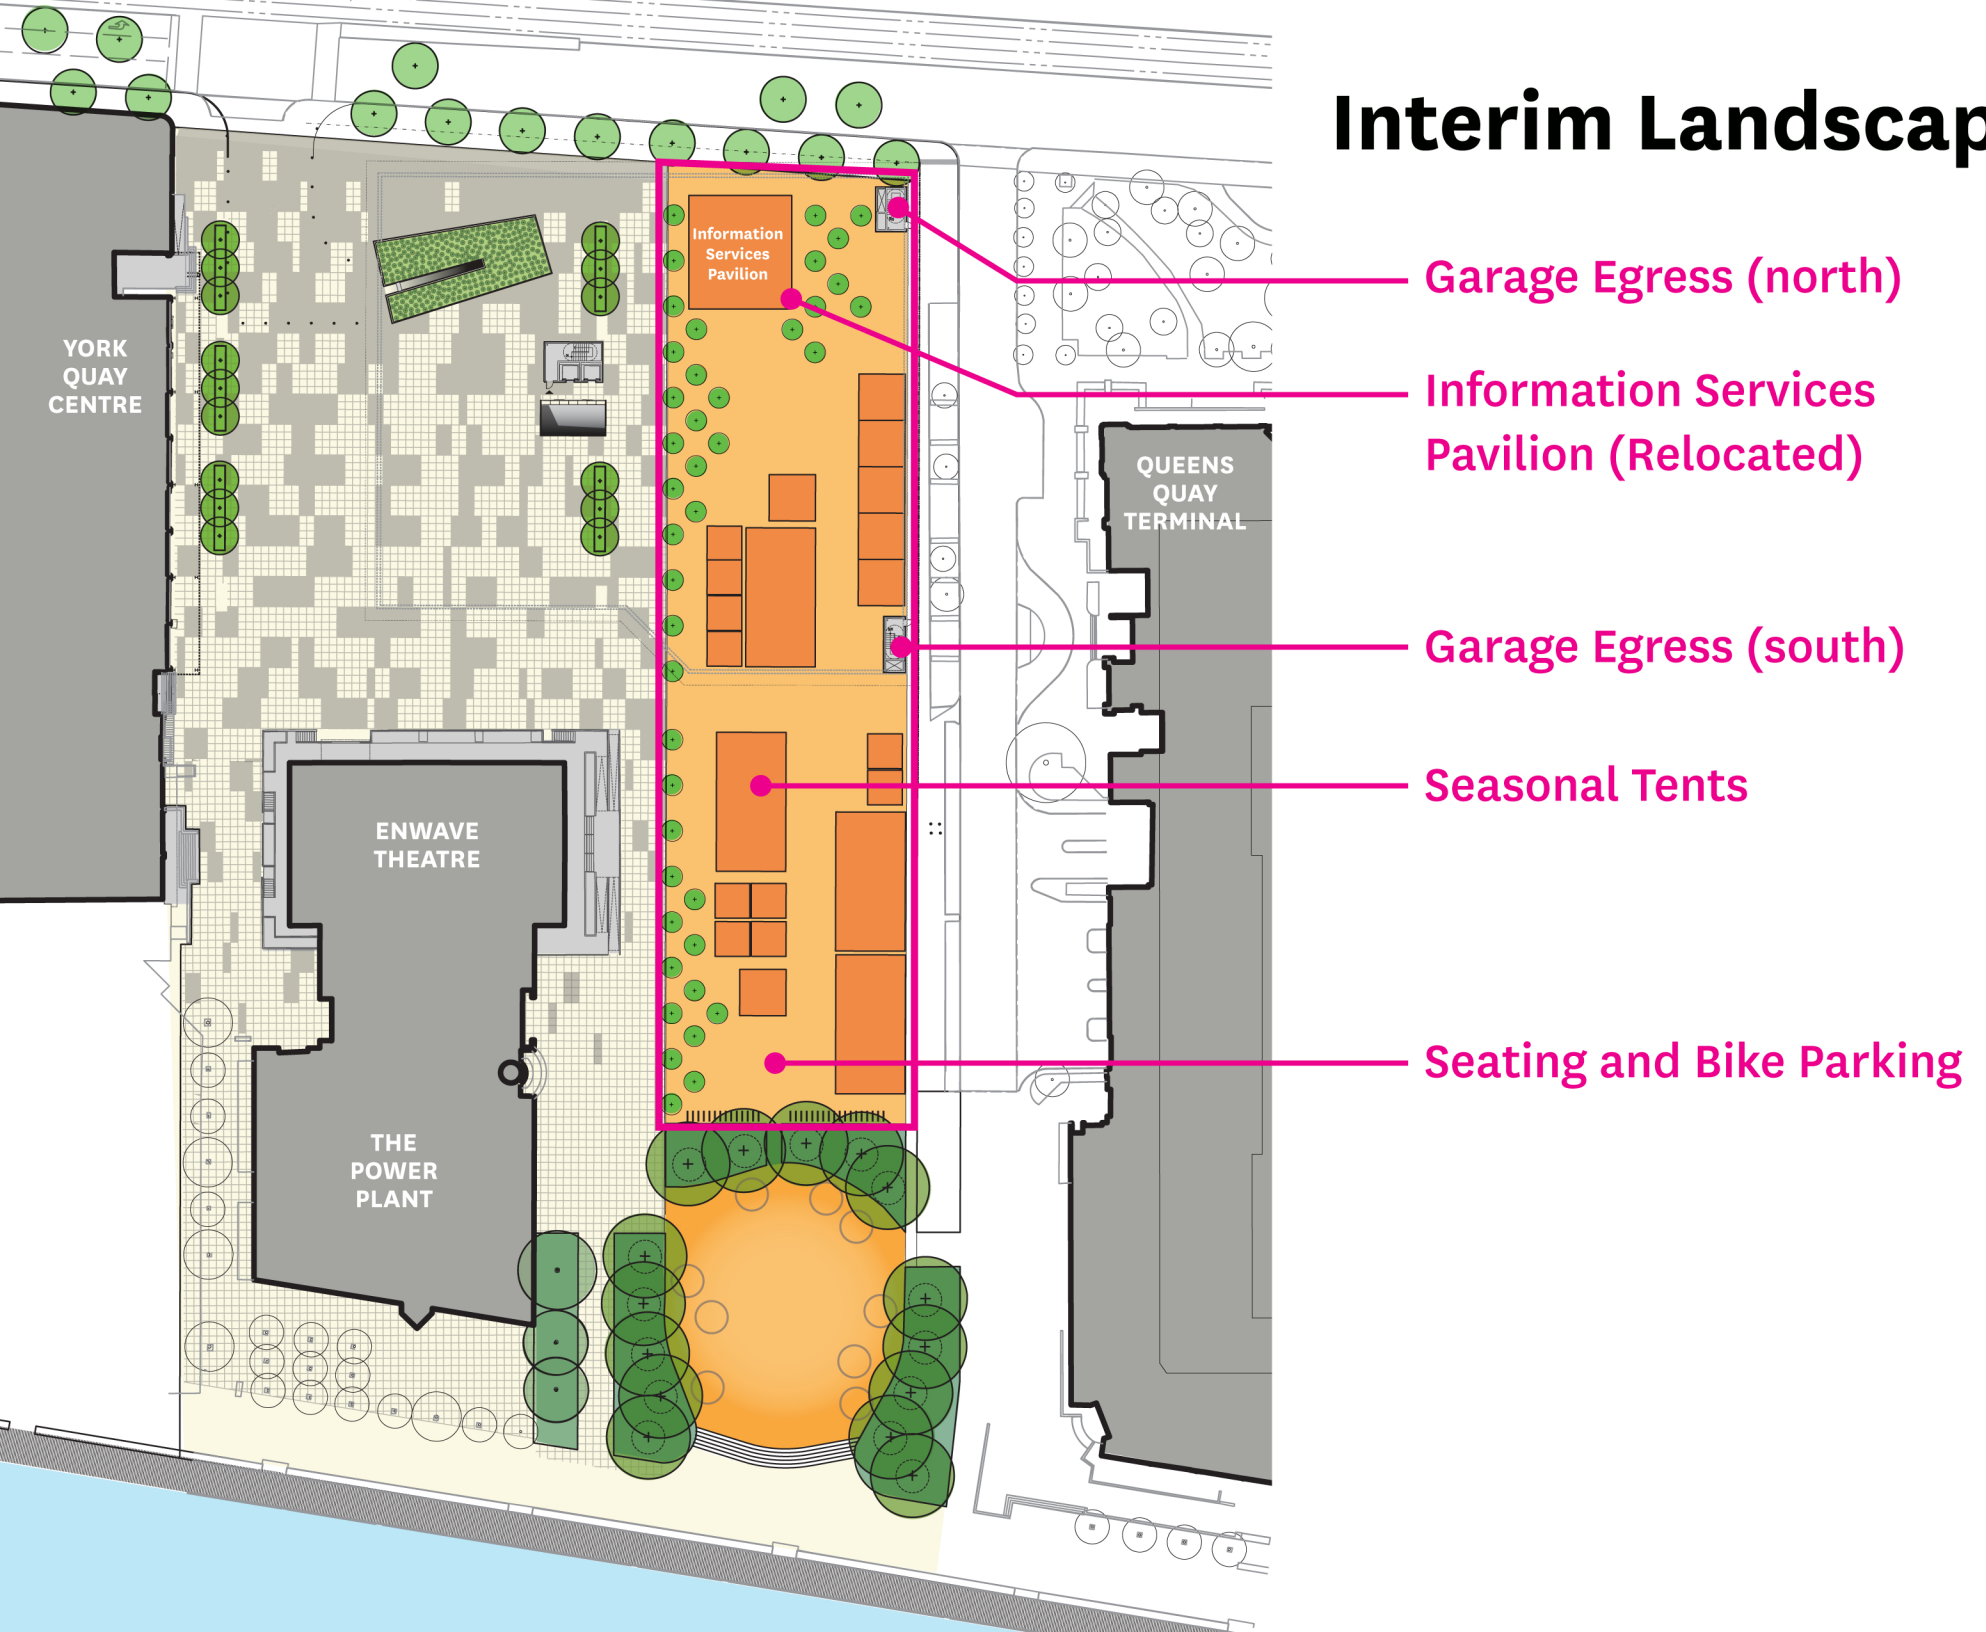 Interim Landscap
Information
Services
Pavilion
Garage Egress (north)
YORK
QUAY
CENTRE
Information Services
Pavilion (Relocated)
QUEENS
QUAY
TERMINAL
Garage Egress (south)
Seasonal Tents
ENWAVE
THEATRE
Seating and Bike Parking
THE
POWER
PLANT